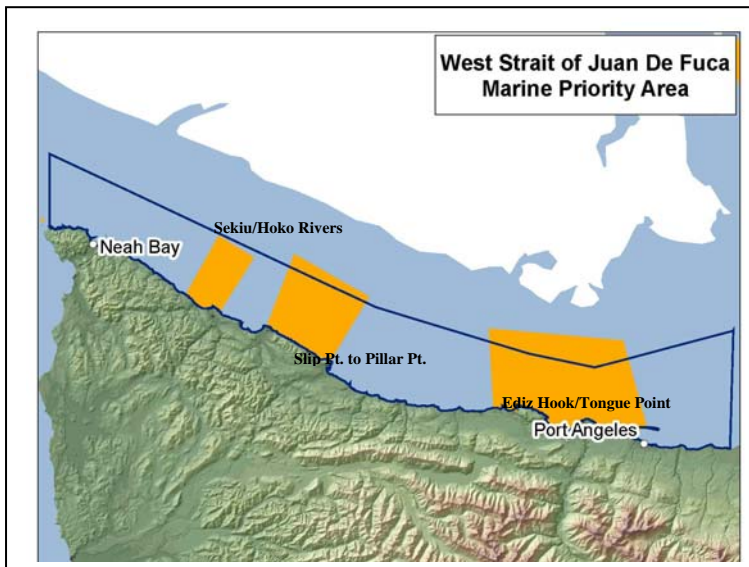 West Strait of Juan De Fuca
Marine Priority Area
Sekiu/Hoko Rivers
Neah Bay
Slip Pt. to Pillar Pt.
Ediz Hook/Tongue Point
Port Angeles